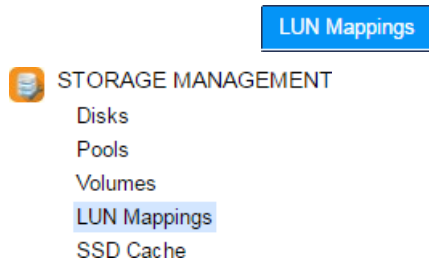 LUN Mappings
STORAGE MANAGEMENT
Disks
Pools
Volumes
LUN Mappings
SSD Cache